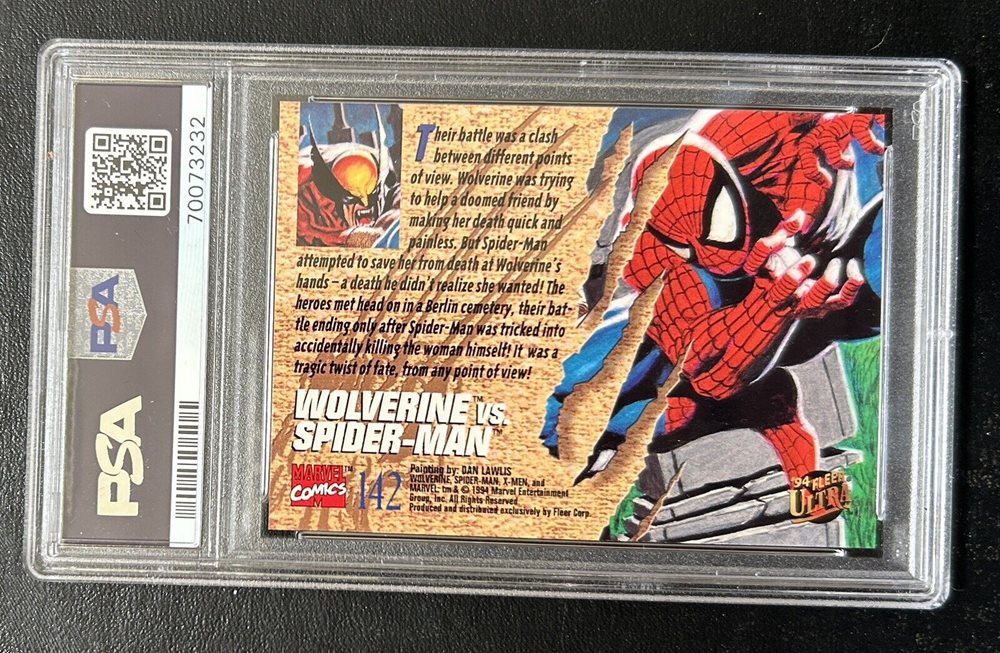 70073232
PSA
PSA
Their battle was a clash
between different points
of view. Wolverine was trying
to help a doomed friend by
making her death quick and
painless. But Spider-Man
attempted to save her from death at Wolverine's
hands – a death he didn't realize she wanted! The
heroes met head on in a Berlin cemetery, their bat-
tle ending only after Spider-Man was tricked into
accidentally killing the woman himself! It was a
tragic twist of fate, from any point of view!
WOLVERINE™ VS.
SPIDER-MAN™
MARVEL™
COMICS
M
142
Painting by: DAN LAWLIS
WOLVERINE, SPIDER-MAN, X-MEN, and
MARVEL: tm & © 1994 Marvel Entertainment
Group, Inc. All Rights Reserved
Produced and distributed exclusively by Fleer Corp.
'94 FLEER
ULTRA